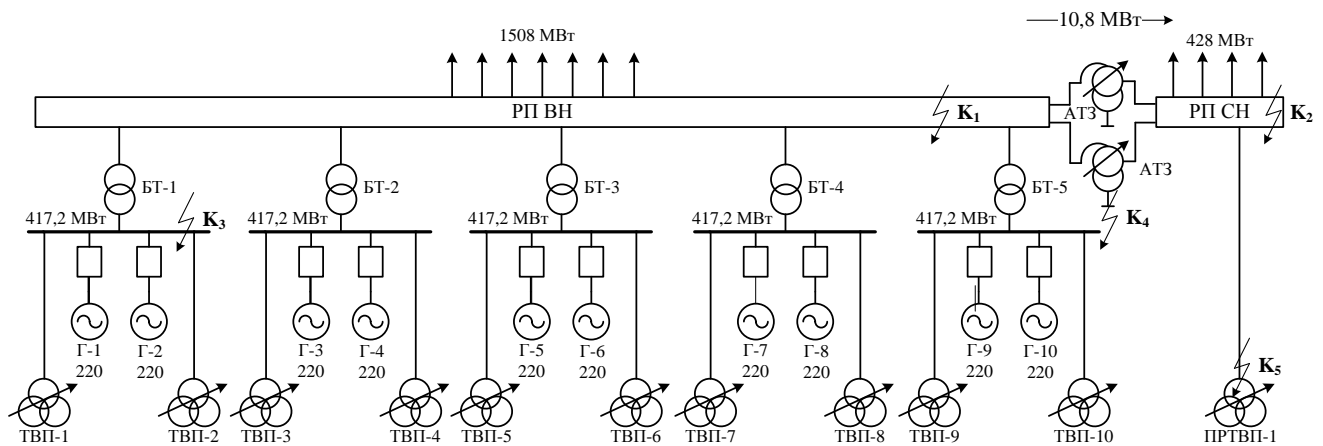 10,8 МВт
1508 МВт
428 МВт
РП ВН
K1
АТЗ
РП СН
K2
АТЗ
БТ-1
БТ-2
БТ-3
БТ-4
БТ-5
417,2 МВт
K3
417,2 МВт
417,2 МВт
417,2 МВт
417,2 МВт
K4
Г-1
220
Г-2
220
Г-3
220
Г-4
220
Г-5
220
Г-6
220
Г-7
220
Г-8
220
Г-9
220
Г-10
220
K5
ТВП-1
ТВП-2
ТВП-3
ТВП-4
ТВП-5
ТВП-6
ТВП-7
ТВП-8
ТВП-9
ТВП-10
ПРТВП-1